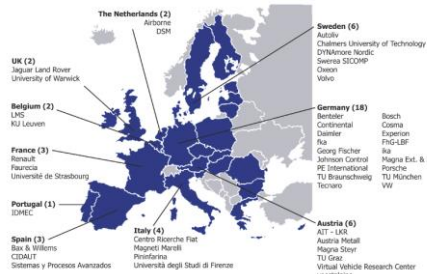 The Netherlands (2)
Airborne
DSM
UK (2)
Jaguar Land Rover
University of Warwick
Belgium (2)
LMS
KU Leuven
France (3)
Renault
Faurecia
Université de Strasbourg
Portugal (1)
IDMEC
Spain (3)
Bax & Willems
CIDAUT
Sistemas y Procesos Avanzados
Italy (4)
Centro Ricerche Fiat
Magneti Marelli
Pininfarina
Università degli Studi di Firenze
Sweden (6)
Autoliv
Chalmers University of Technology
DYNAmore Nordic
Swerea SICOMP
Oxeon
Volvo
Germany (18)
Benteler Bosch
Continental Cosma
Daimler Experion
fka FhG-LBF
Georg Fischer ika
Johnson Control Magna Ext. &
PE International Porsche
TU Braunschweig TU München
Tecnaro VW
Austria (6)
AIT - LKR
Austria Metall
Magna Steyr
TU Graz
Virtual Vehicle Research Center